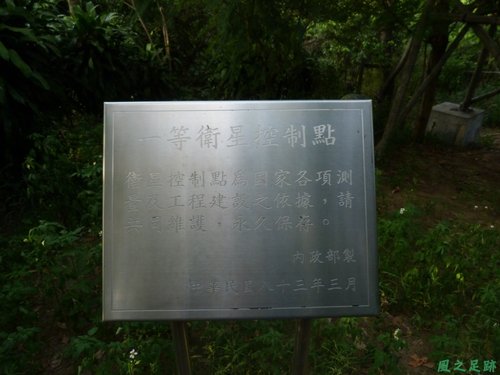 一等衛星控制點
衛星控制點為國家各項測
量及工程建設之依據，請
共同維護，永久保存。
內政部製
中華民國八十三年三月
風之足跡